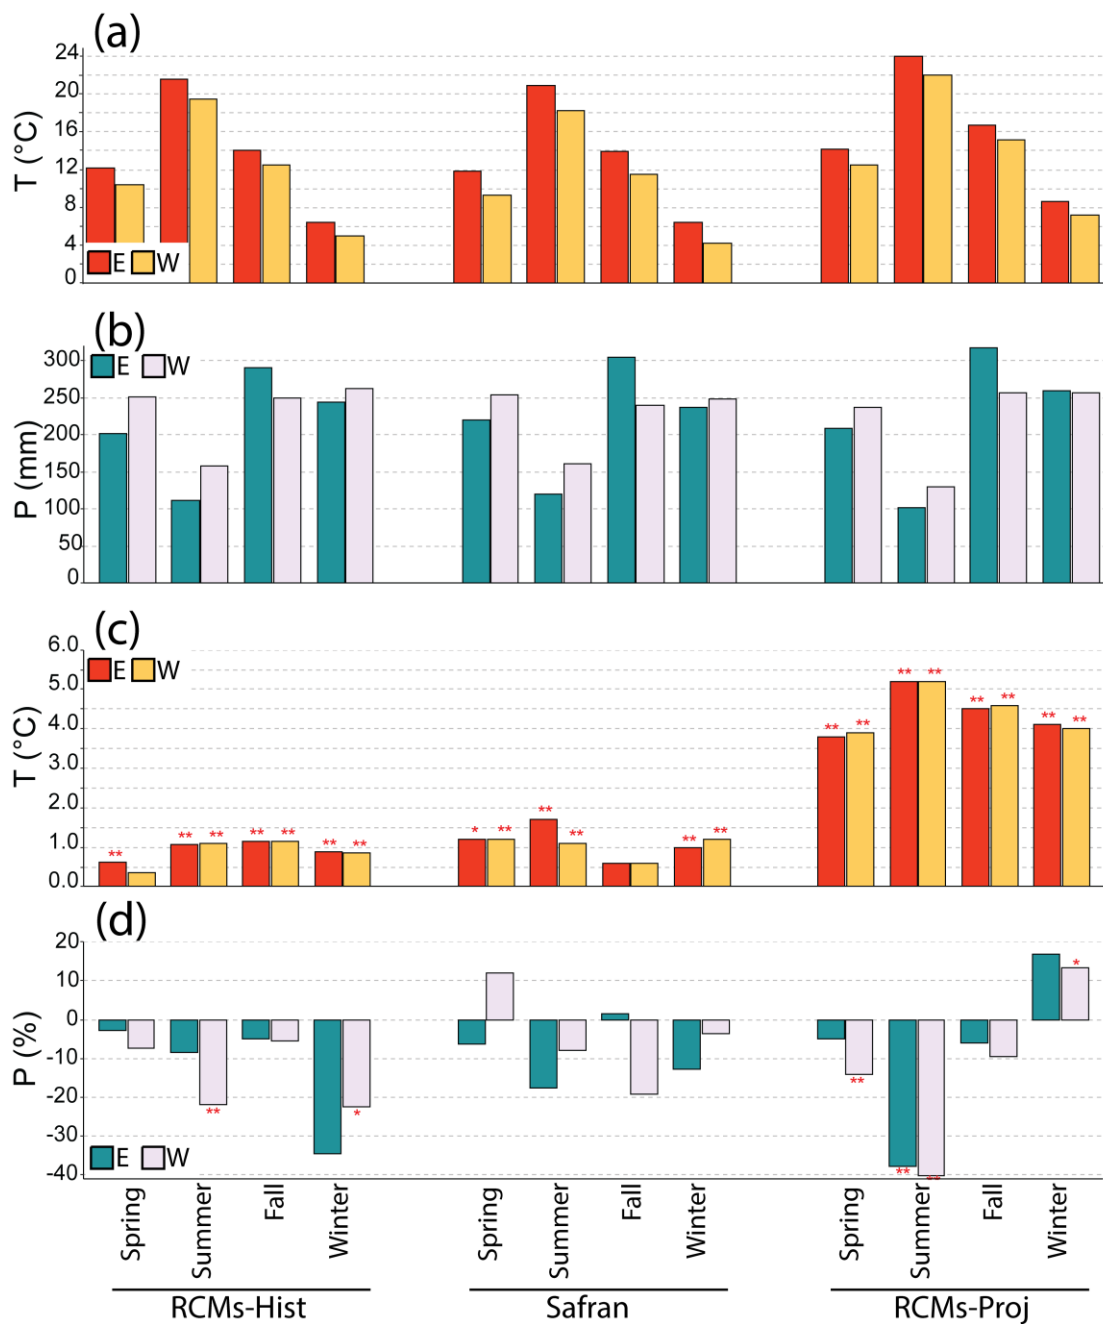 (a)
T (°C)
24
20
16
12
8
4
0
E W
(b)
P (mm)
300
250
200
150
100
50
0
E W
(c)
T (°C)
6.0
5.0
4.0
3.0
2.0
1.0
0.0
E W
** ** ** ** ** ** **
* ** ** ** ** **
** ** ** ** ** ** ** **
(d)
P (%)
20
10
0
-10
-20
-30
-40
E W
** *
** ** ** *
Spring Summer Fall Winter Spring Summer Fall Winter Spring Summer Fall Winter
RCMs-Hist Safran RCMs-Proj